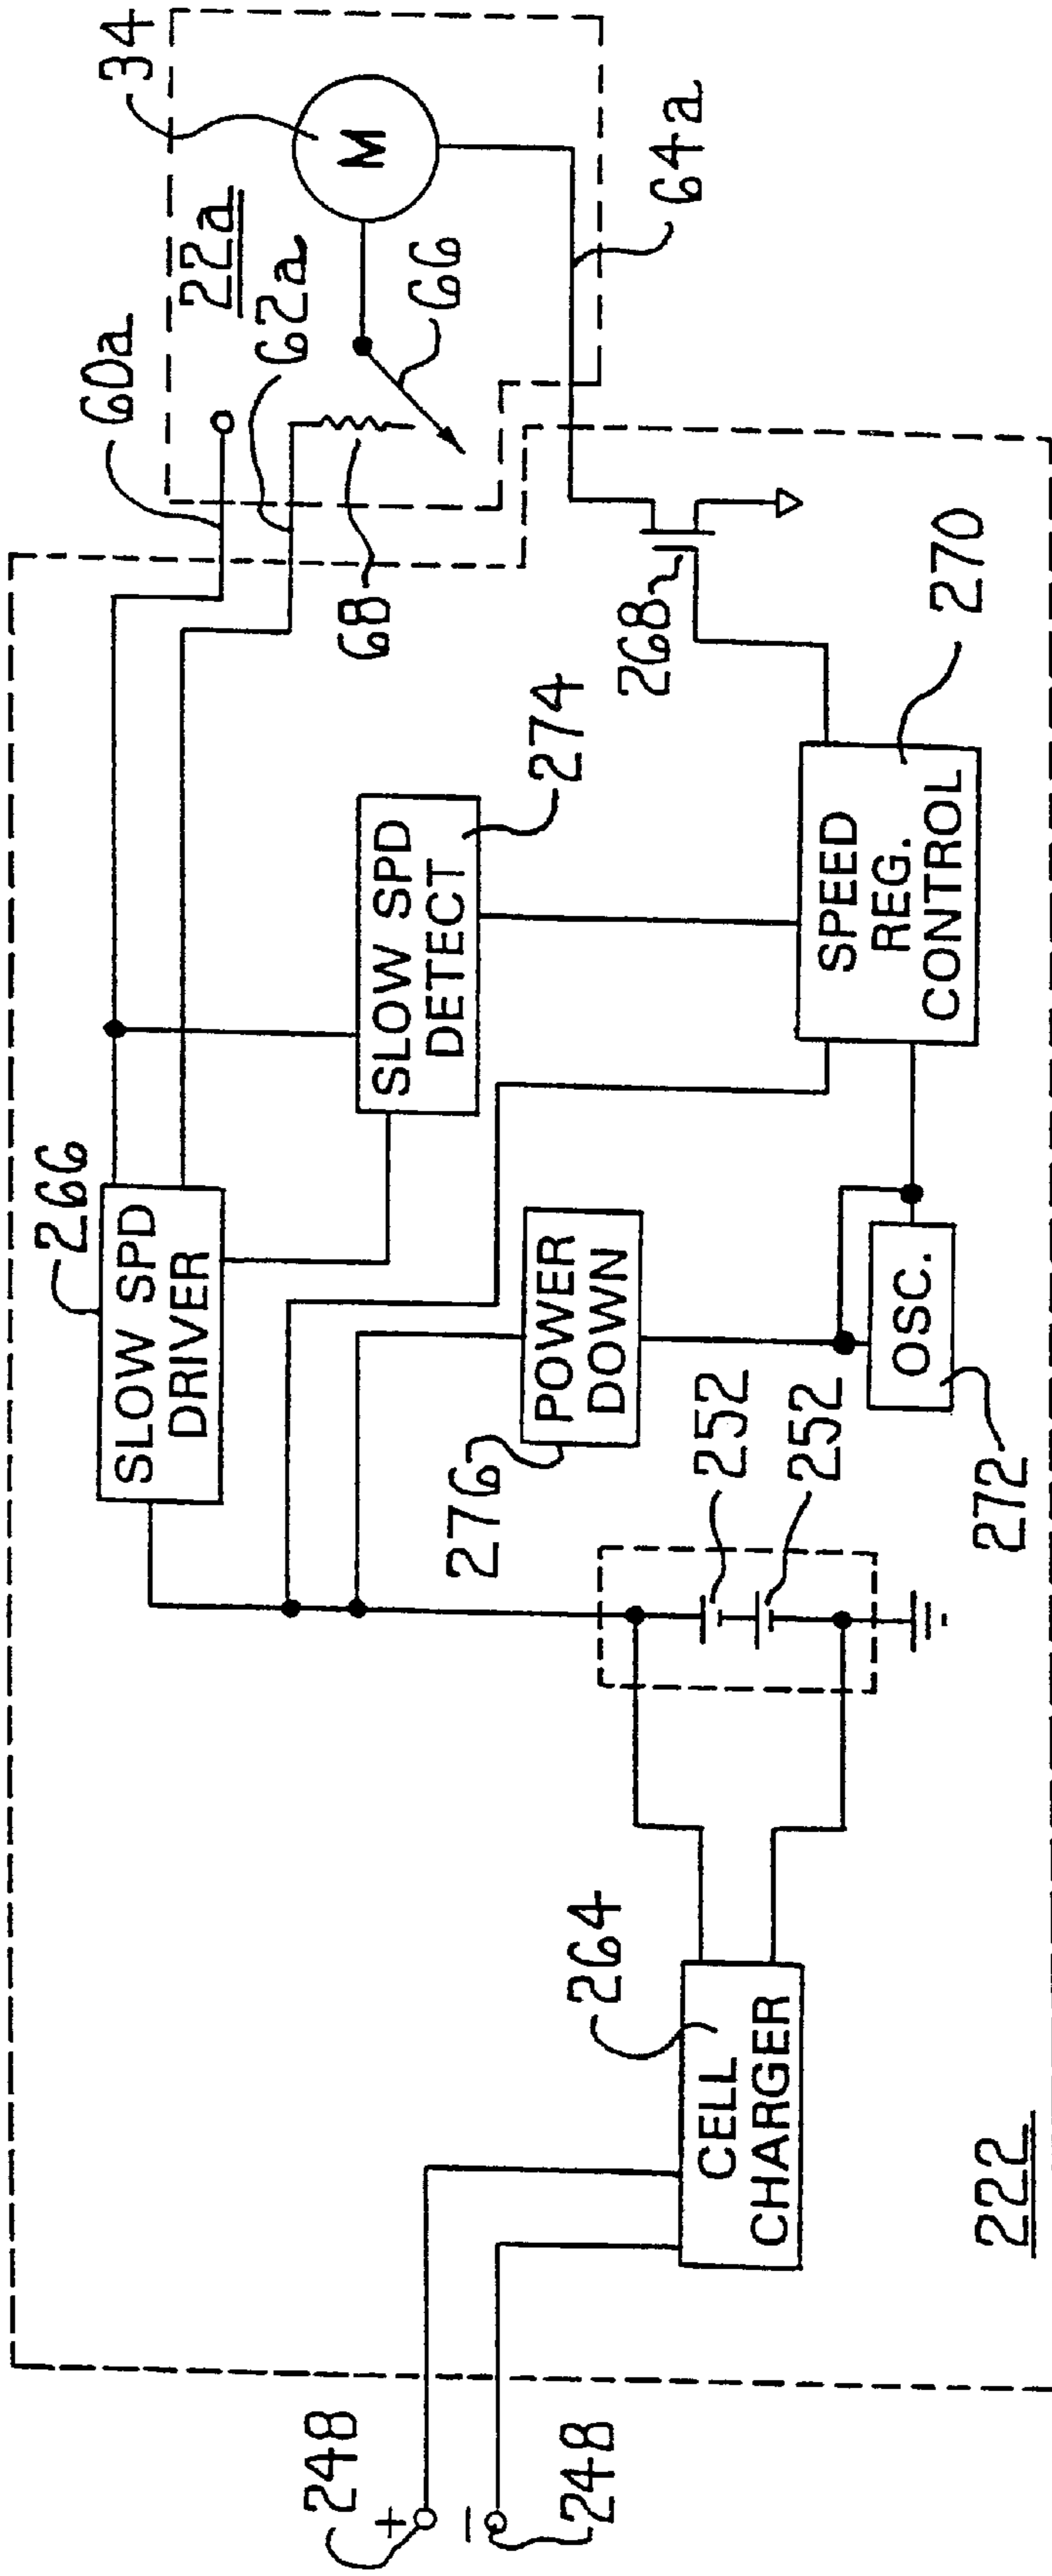 34
22a
60a
62a
66
64a
M
68
268
270
274
SLOW SPD
DETECT
SPEED
REG.
CONTROL
266
SLOW SPD
DRIVER
POWER
DOWN
276
OSC.
272
252
252
264
CELL
CHARGER
248
+
−
248
222